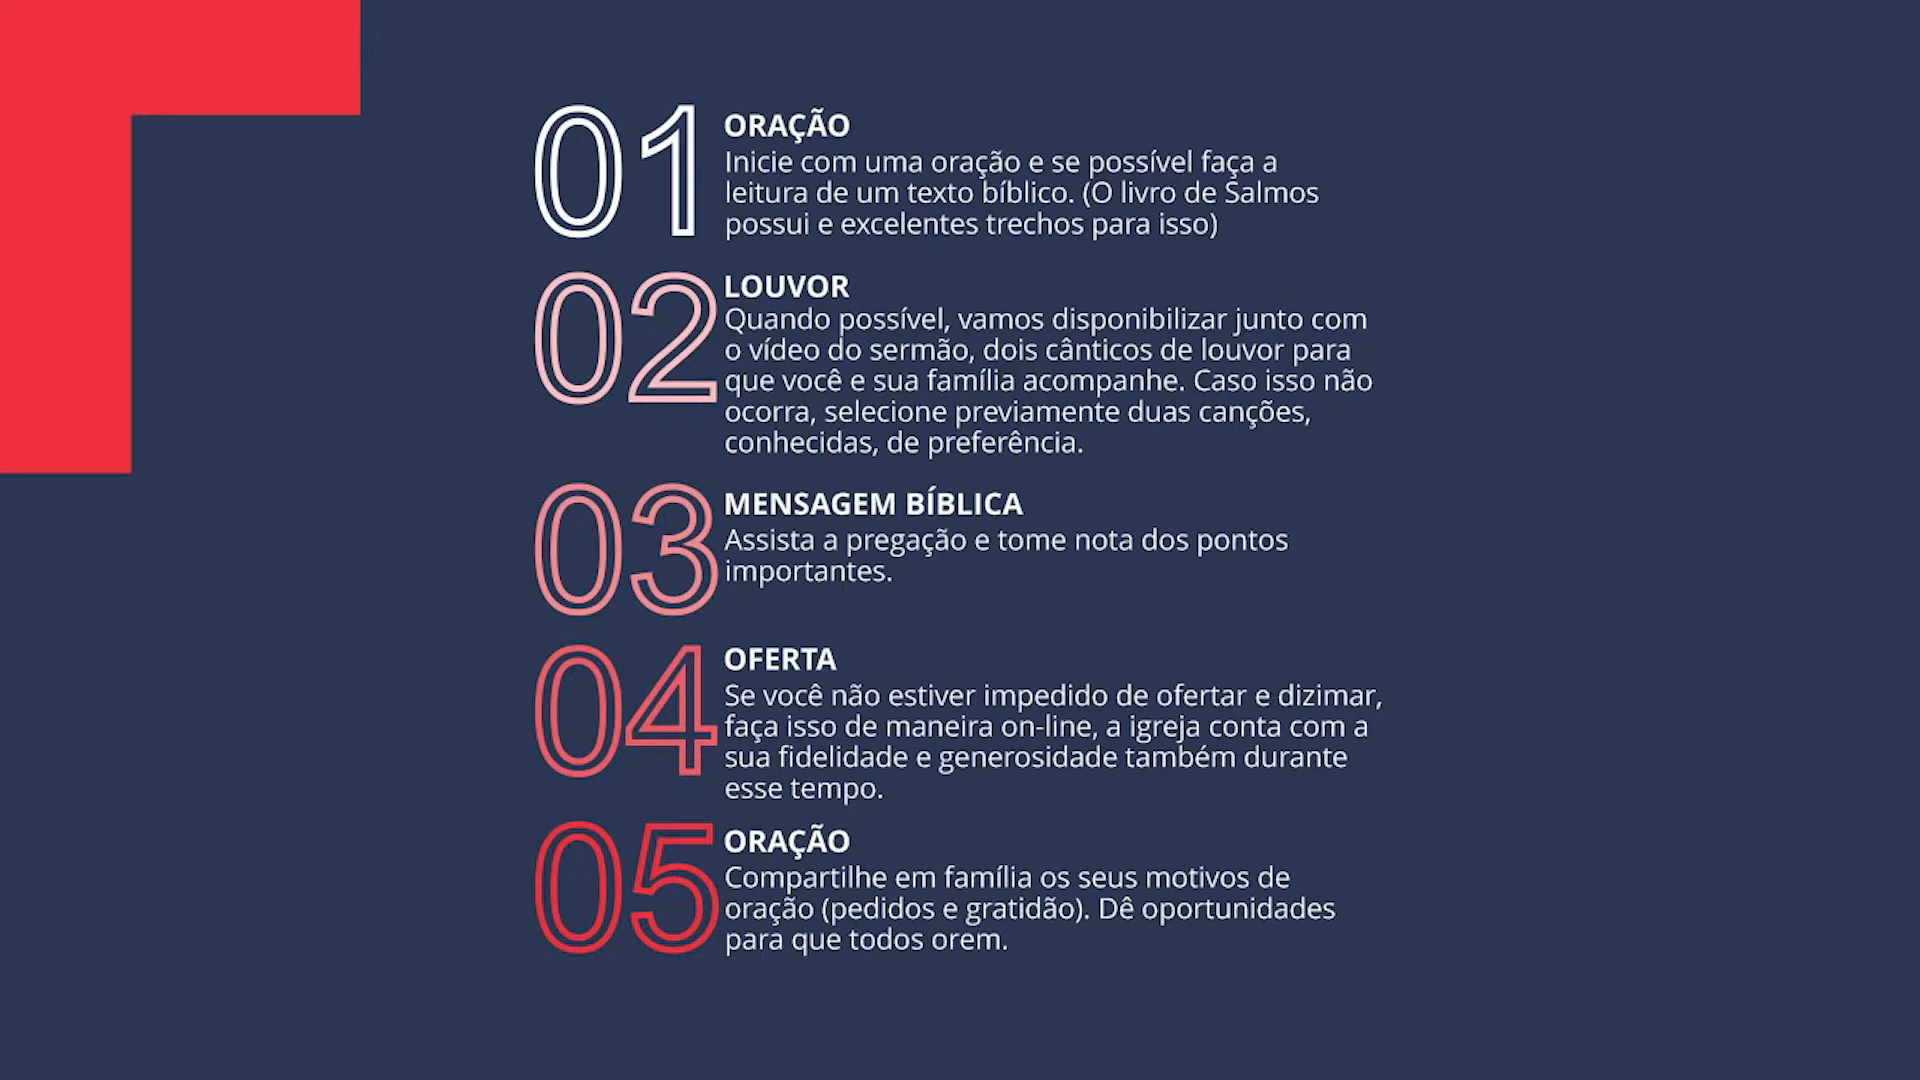 01
ORAÇÃO
Inicie com uma oração e se possível faça a
leitura de um texto bíblico. (O livro de Salmos
possui e excelentes trechos para isso)
02
LOUVOR
Quando possível, vamos disponibilizar junto com
o vídeo do sermão, dois cânticos de louvor para
que você e sua família acompanhe. Caso isso não
ocorra, selecione previamente duas canções,
conhecidas, de preferência.
03
MENSAGEM BÍBLICA
Assista a pregação e tome nota dos pontos
importantes.
04
OFERTA
Se você não estiver impedido de ofertar e dizimar,
faça isso de maneira on-line, a igreja conta com a
sua fidelidade e generosidade também durante
esse tempo.
05
ORAÇÃO
Compartilhe em família os seus motivos de
oração (pedidos e gratidão). Dê oportunidades
para que todos orem.